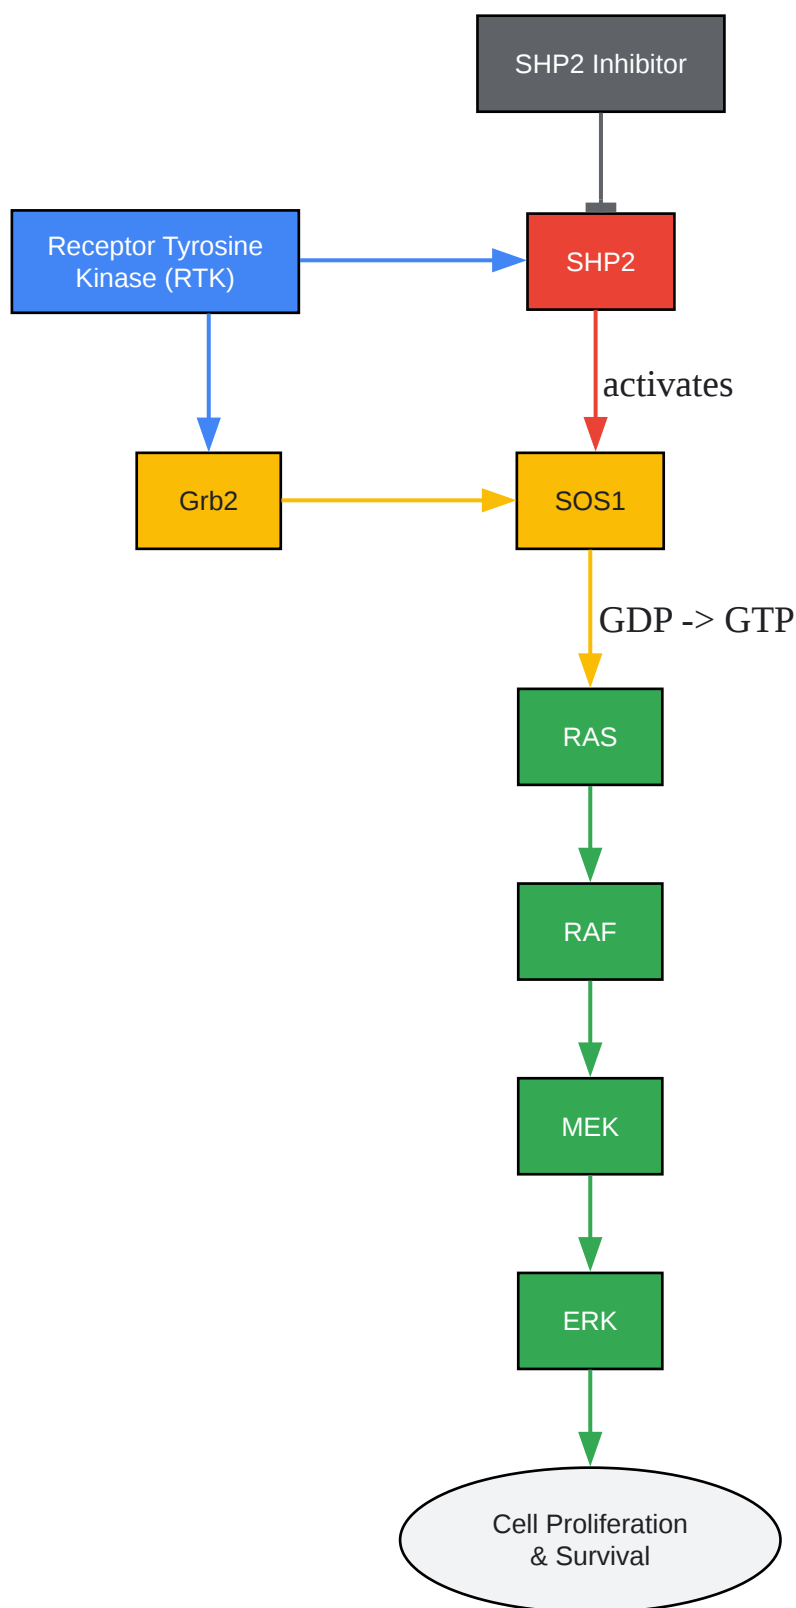 SHP2 Inhibitor
Receptor Tyrosine
Kinase (RTK)
SHP2
activates
Grb2
SOS1
GDP -> GTP
RAS
RAF
MEK
ERK
Cell Proliferation
& Survival